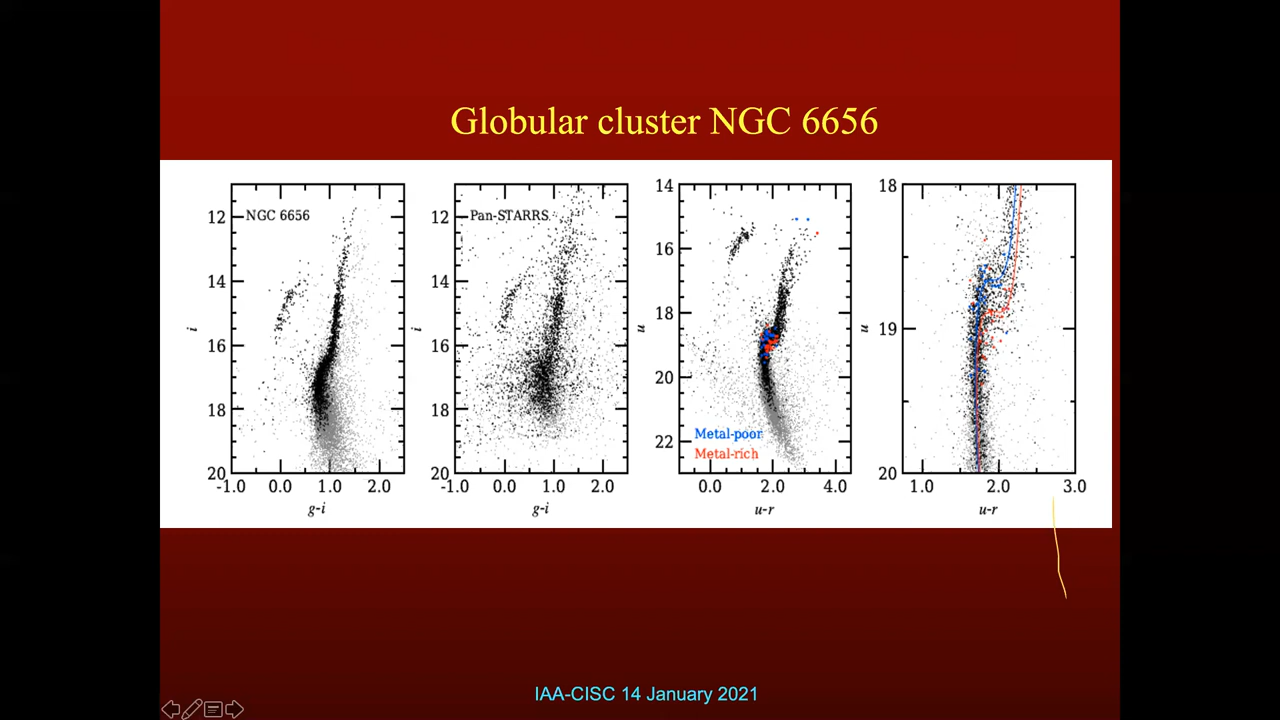 Globular cluster NGC 6656
NGC 6656
12
14
16
18
20
-1.0 0.0 1.0 2.0
g-i
i
Pan-STARRS
12
14
16
18
20
-1.0 0.0 1.0 2.0
g-i
i
14
16
18
20
22
Metal-poor
Metal-rich
0.0 2.0 4.0
u-r
u
18
19
20
1.0 2.0 3.0
u-r
u
IAA-CISC 14 January 2021